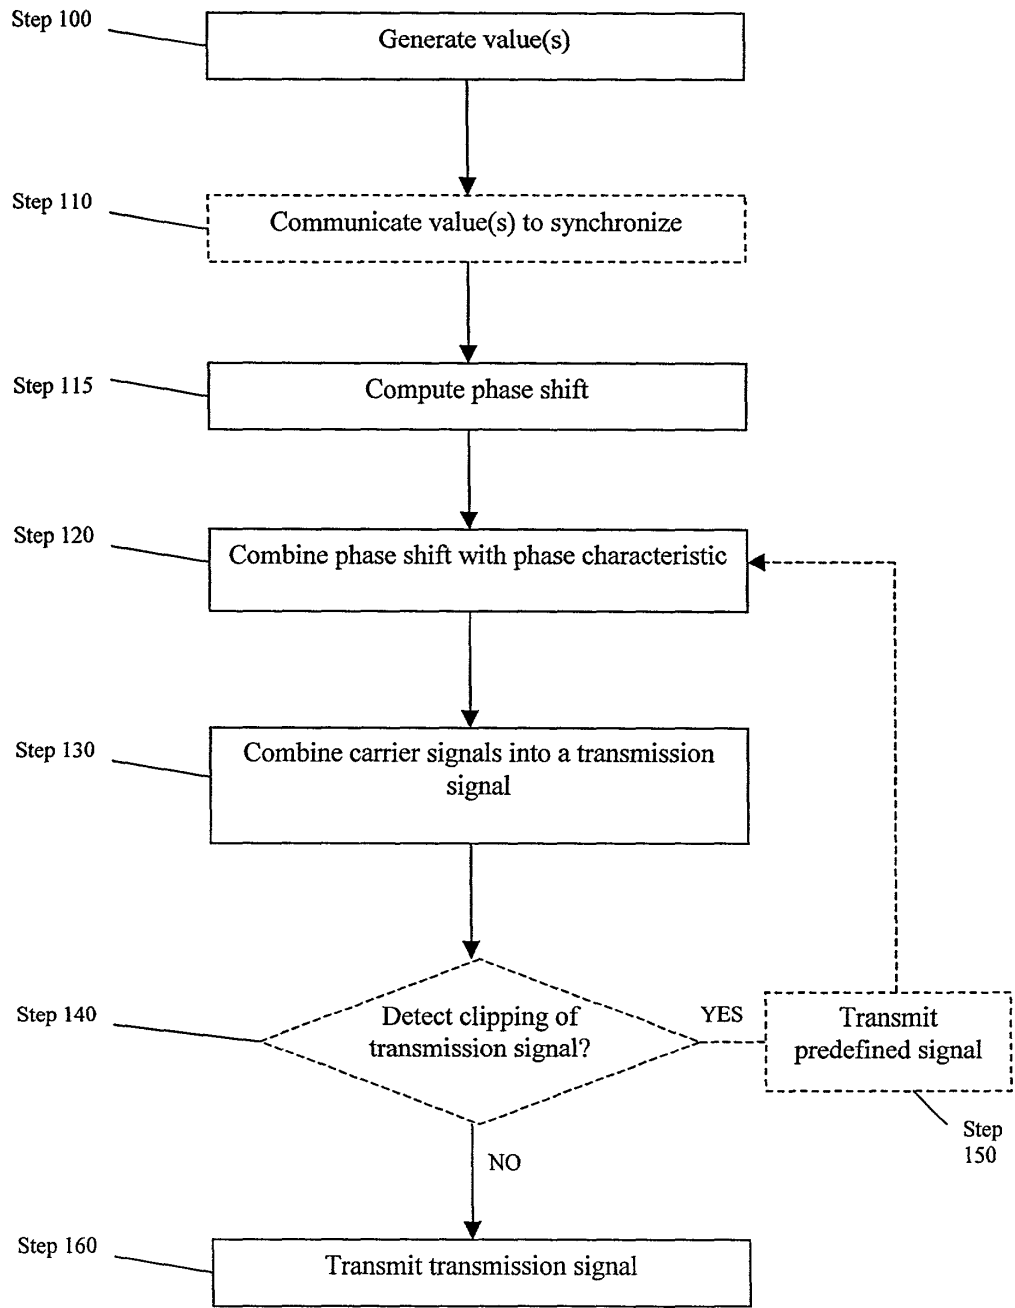 Step 100
Generate value(s)
Step 110
Communicate value(s) to synchronize
Step 115
Compute phase shift
Step 120
Combine phase shift with phase characteristic
Step 130
Combine carrier signals into a transmission
signal
Step 140
Detect clipping of
transmission signal?
YES
Transmit
predefined signal
Step
150
NO
Step 160
Transmit transmission signal